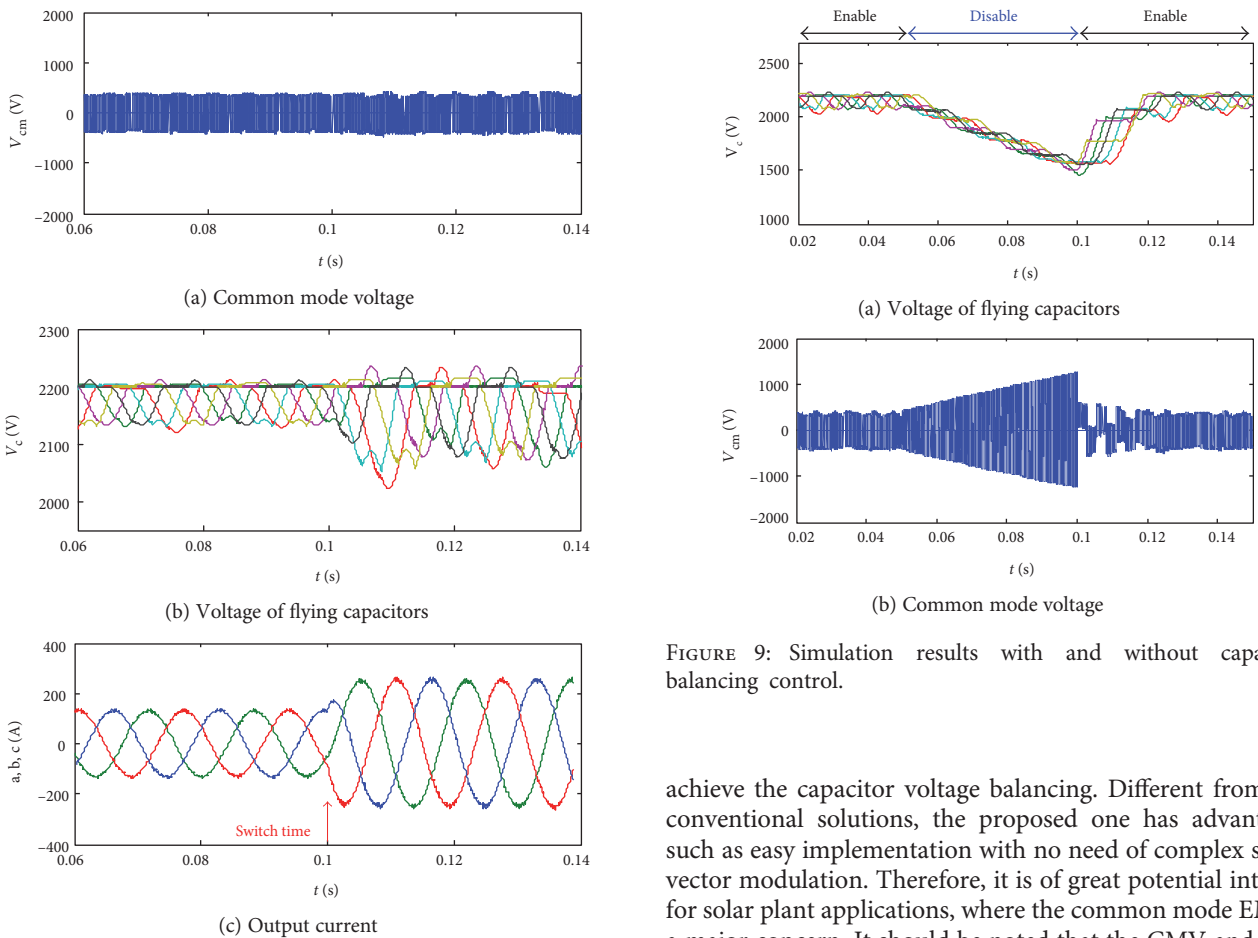 2000
1000
0
−1000
−2000
V cm (V)
0.06 0.08 0.1 0.12 0.14
t (s)
(a) Common mode voltage
2300
2200
2100
2950
V c (V)
0.06 0.08 0.1 0.12 0.14
t (s)
(b) Voltage of flying capacitors
400
200
0
−200
−400
a, b, c (A)
Switch time
0.06 0.08 0.1 0.12 0.14
t (s)
(c) Output current
Enable Disable Enable
2500
2000
1500
1000
V c (V)
0.02 0.04 0.06 0.08 0.1 0.12 0.14
t (s)
(a) Voltage of flying capacitors
2000
1000
0
−1000
−2000
V cm (V)
0.02 0.04 0.06 0.08 0.1 0.12 0.14
t (s)
(b) Common mode voltage
FIGURE 9: Simulation results with and without capa
balancing control.
achieve the capacitor voltage balancing. Different from
conventional solutions, the proposed one has advant
such as easy implementation with no need of complex s
vector modulation. Therefore, it is of great potential int
for solar plant applications, where the common mode E